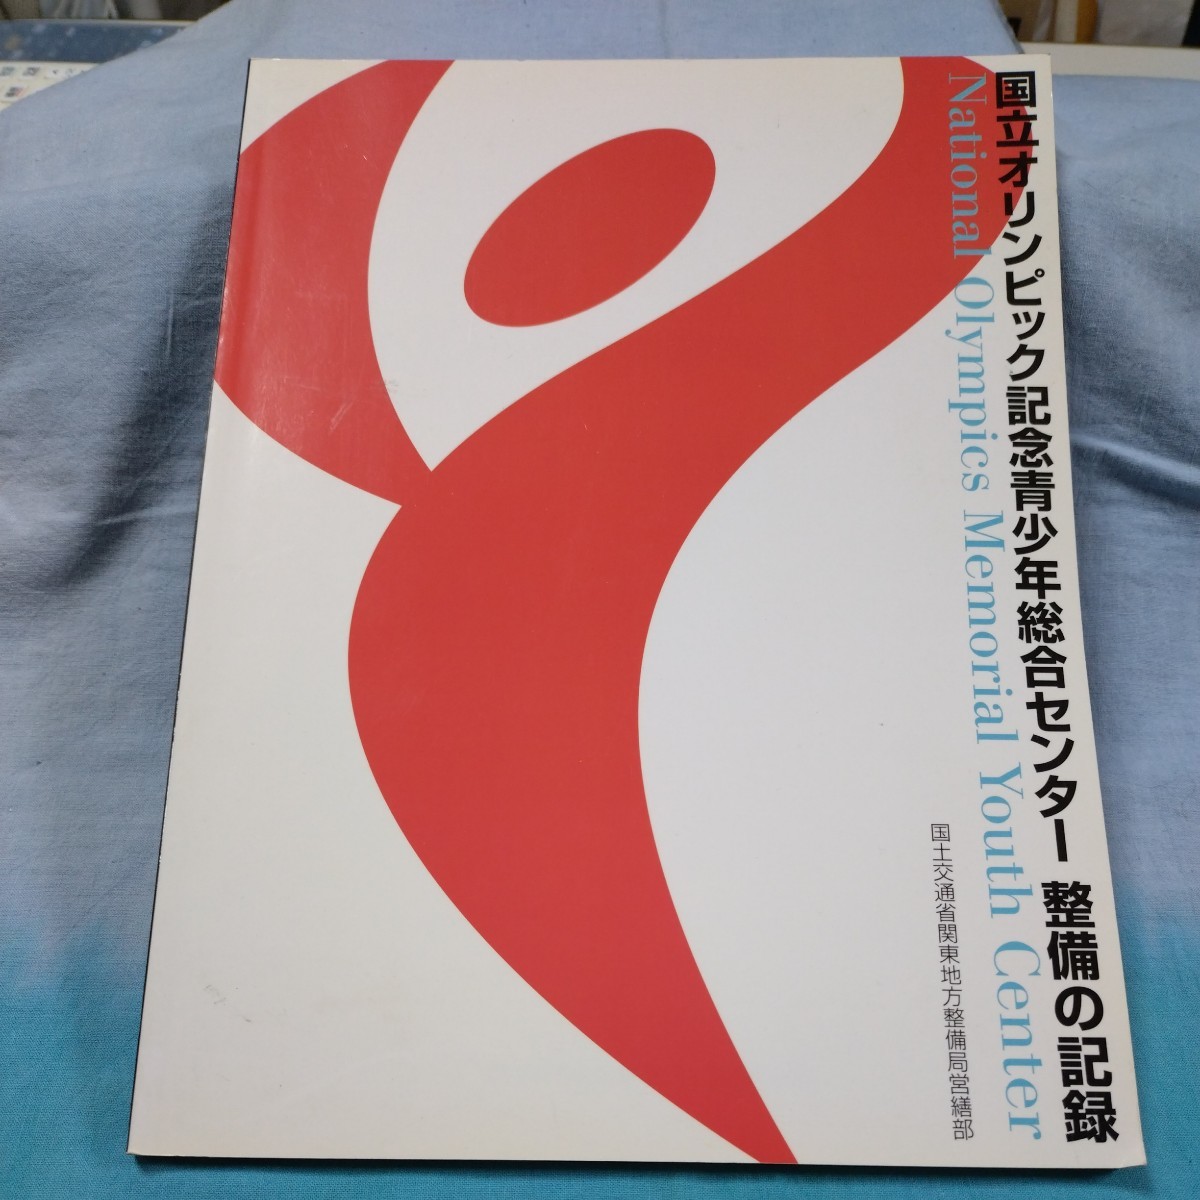 国立オリンピック記念青少年総合センター 整備の記録
National Olympics Memorial Youth Center
国土交通省関東地方整備局営繕部